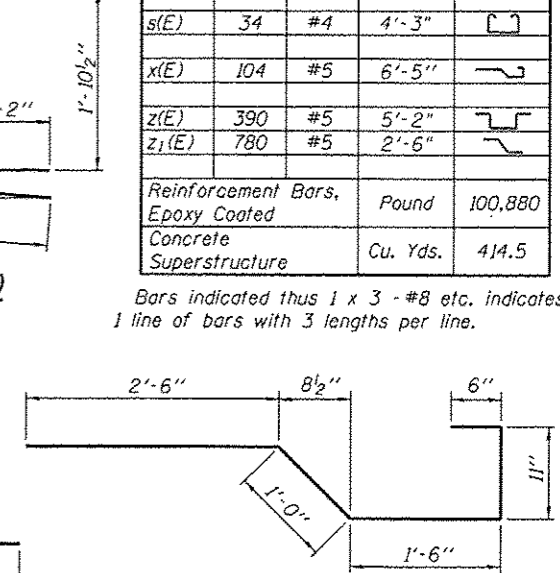 s(E) 34 #4 4'-3"
x(E) 104 #5 6'-5"
z(E) 390 #5 5'-2"
z1(E) 780 #5 2'-6"
Reinforcement Bars, Epoxy Coated Pound 100,880
Concrete Superstructure Cu. Yds. 414.5
Bars indicated thus 1 x 3 - #8 etc. indicates
1 line of bars with 3 lengths per line.
1'-10½"
-2"
2'-6"
8½"
6"
1'-0"
11"
1'-6"